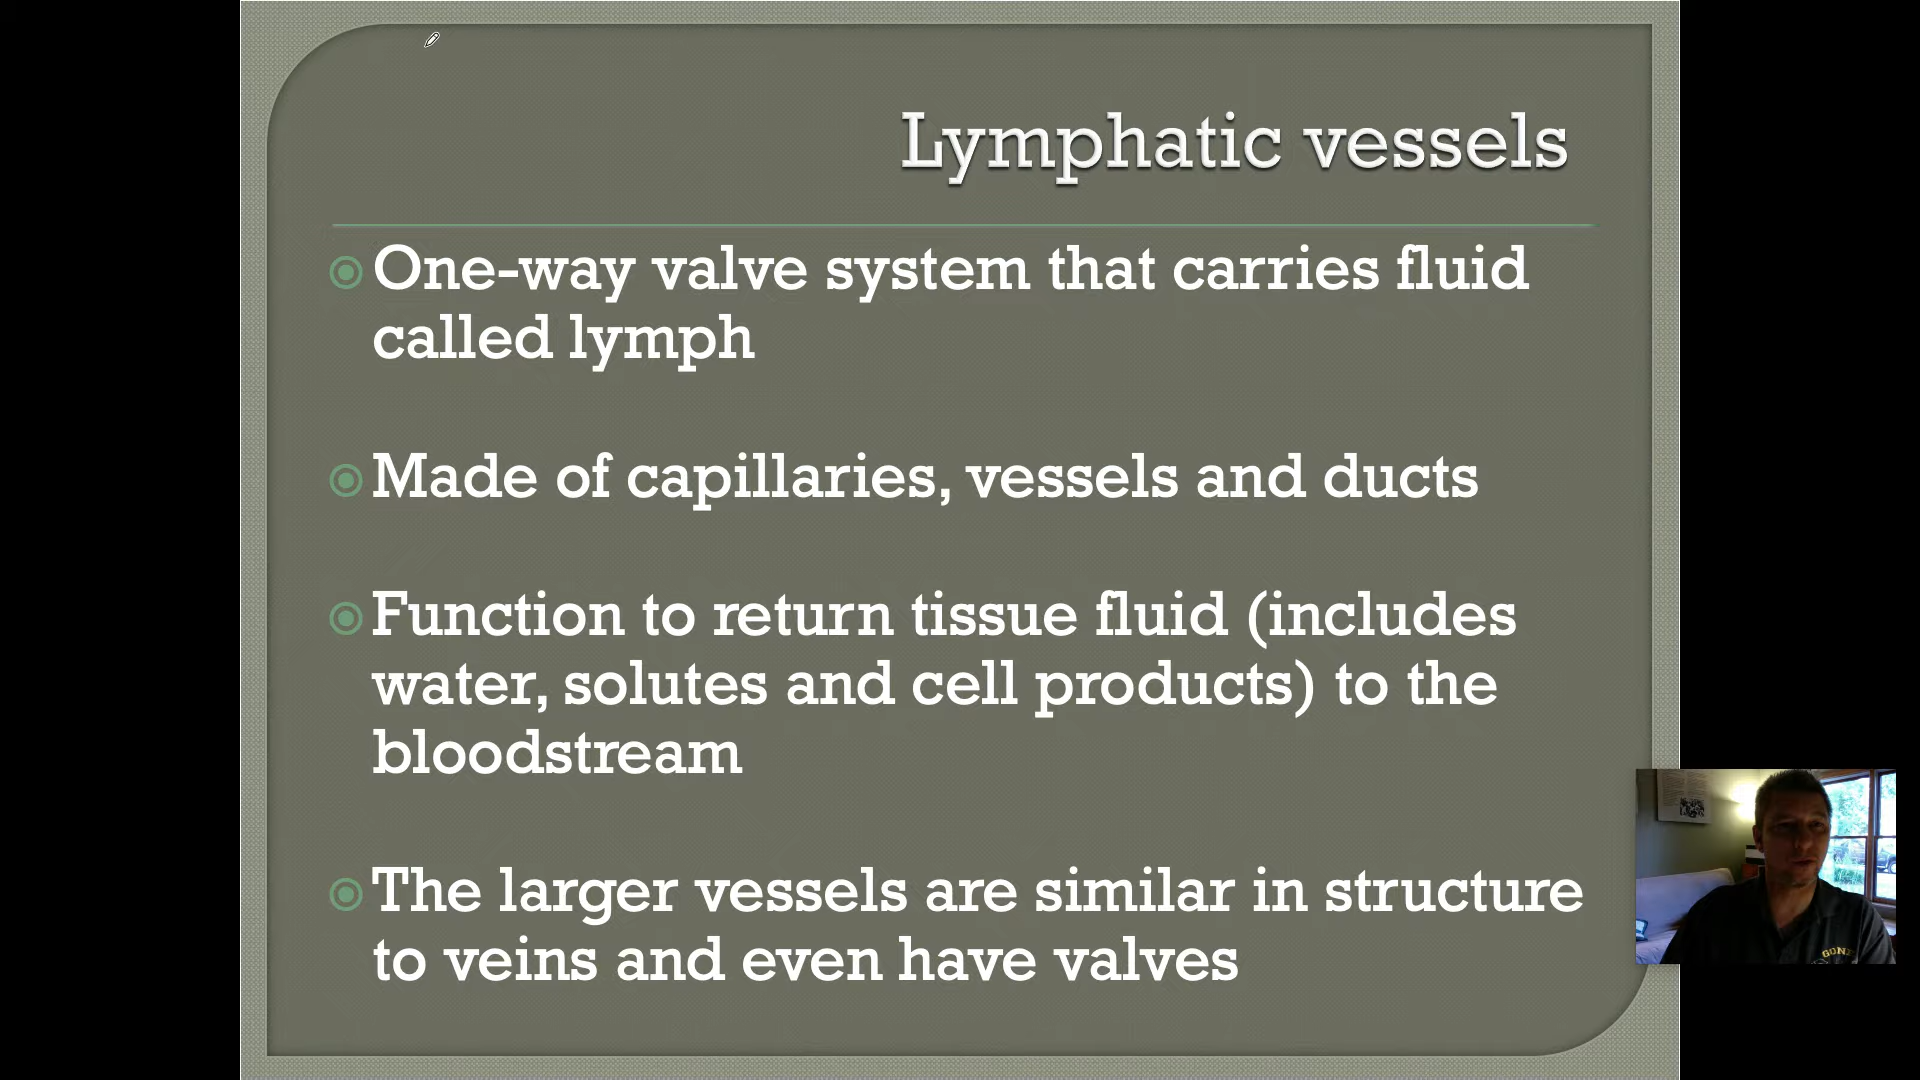 Lymphatic vessels
One-way valve system that carries fluid
called lymph
Made of capillaries, vessels and ducts
Function to return tissue fluid (includes
water, solutes and cell products) to the
bloodstream
The larger vessels are similar in structure
to veins and even have valves